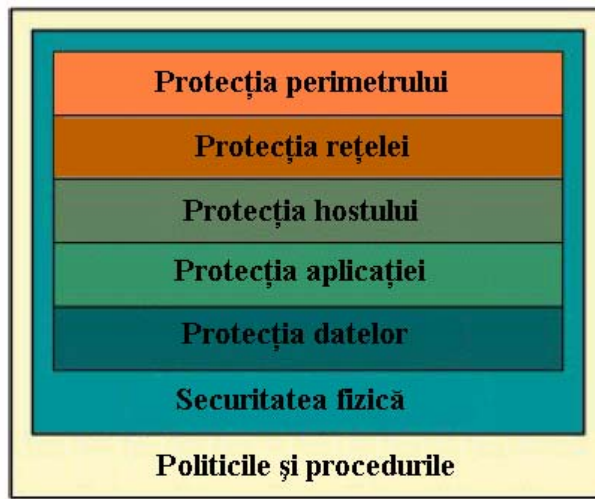 Protecția perimetrului
Protecția rețelei
Protecția hostului
Protecția aplicației
Protecția datelor
Securitatea fizică
Politicile și procedurile